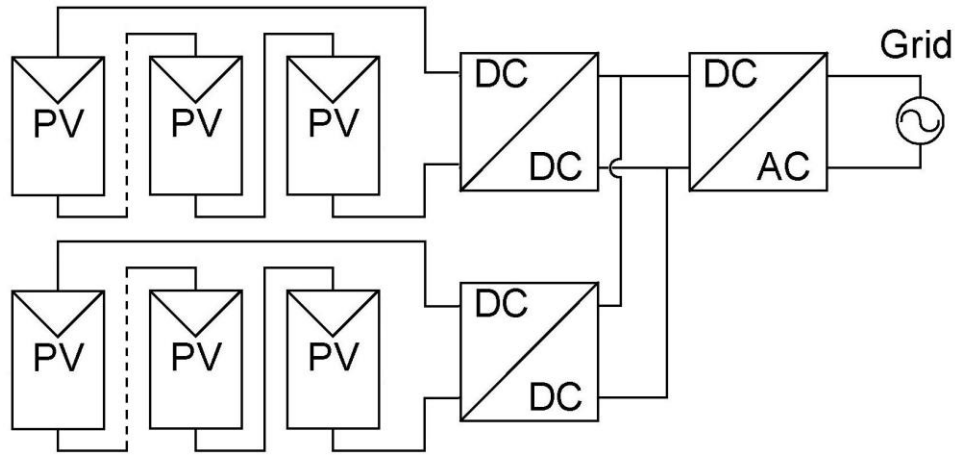 Grid
DC DC
PV PV PV
DC AC
DC
PV PV PV
DC